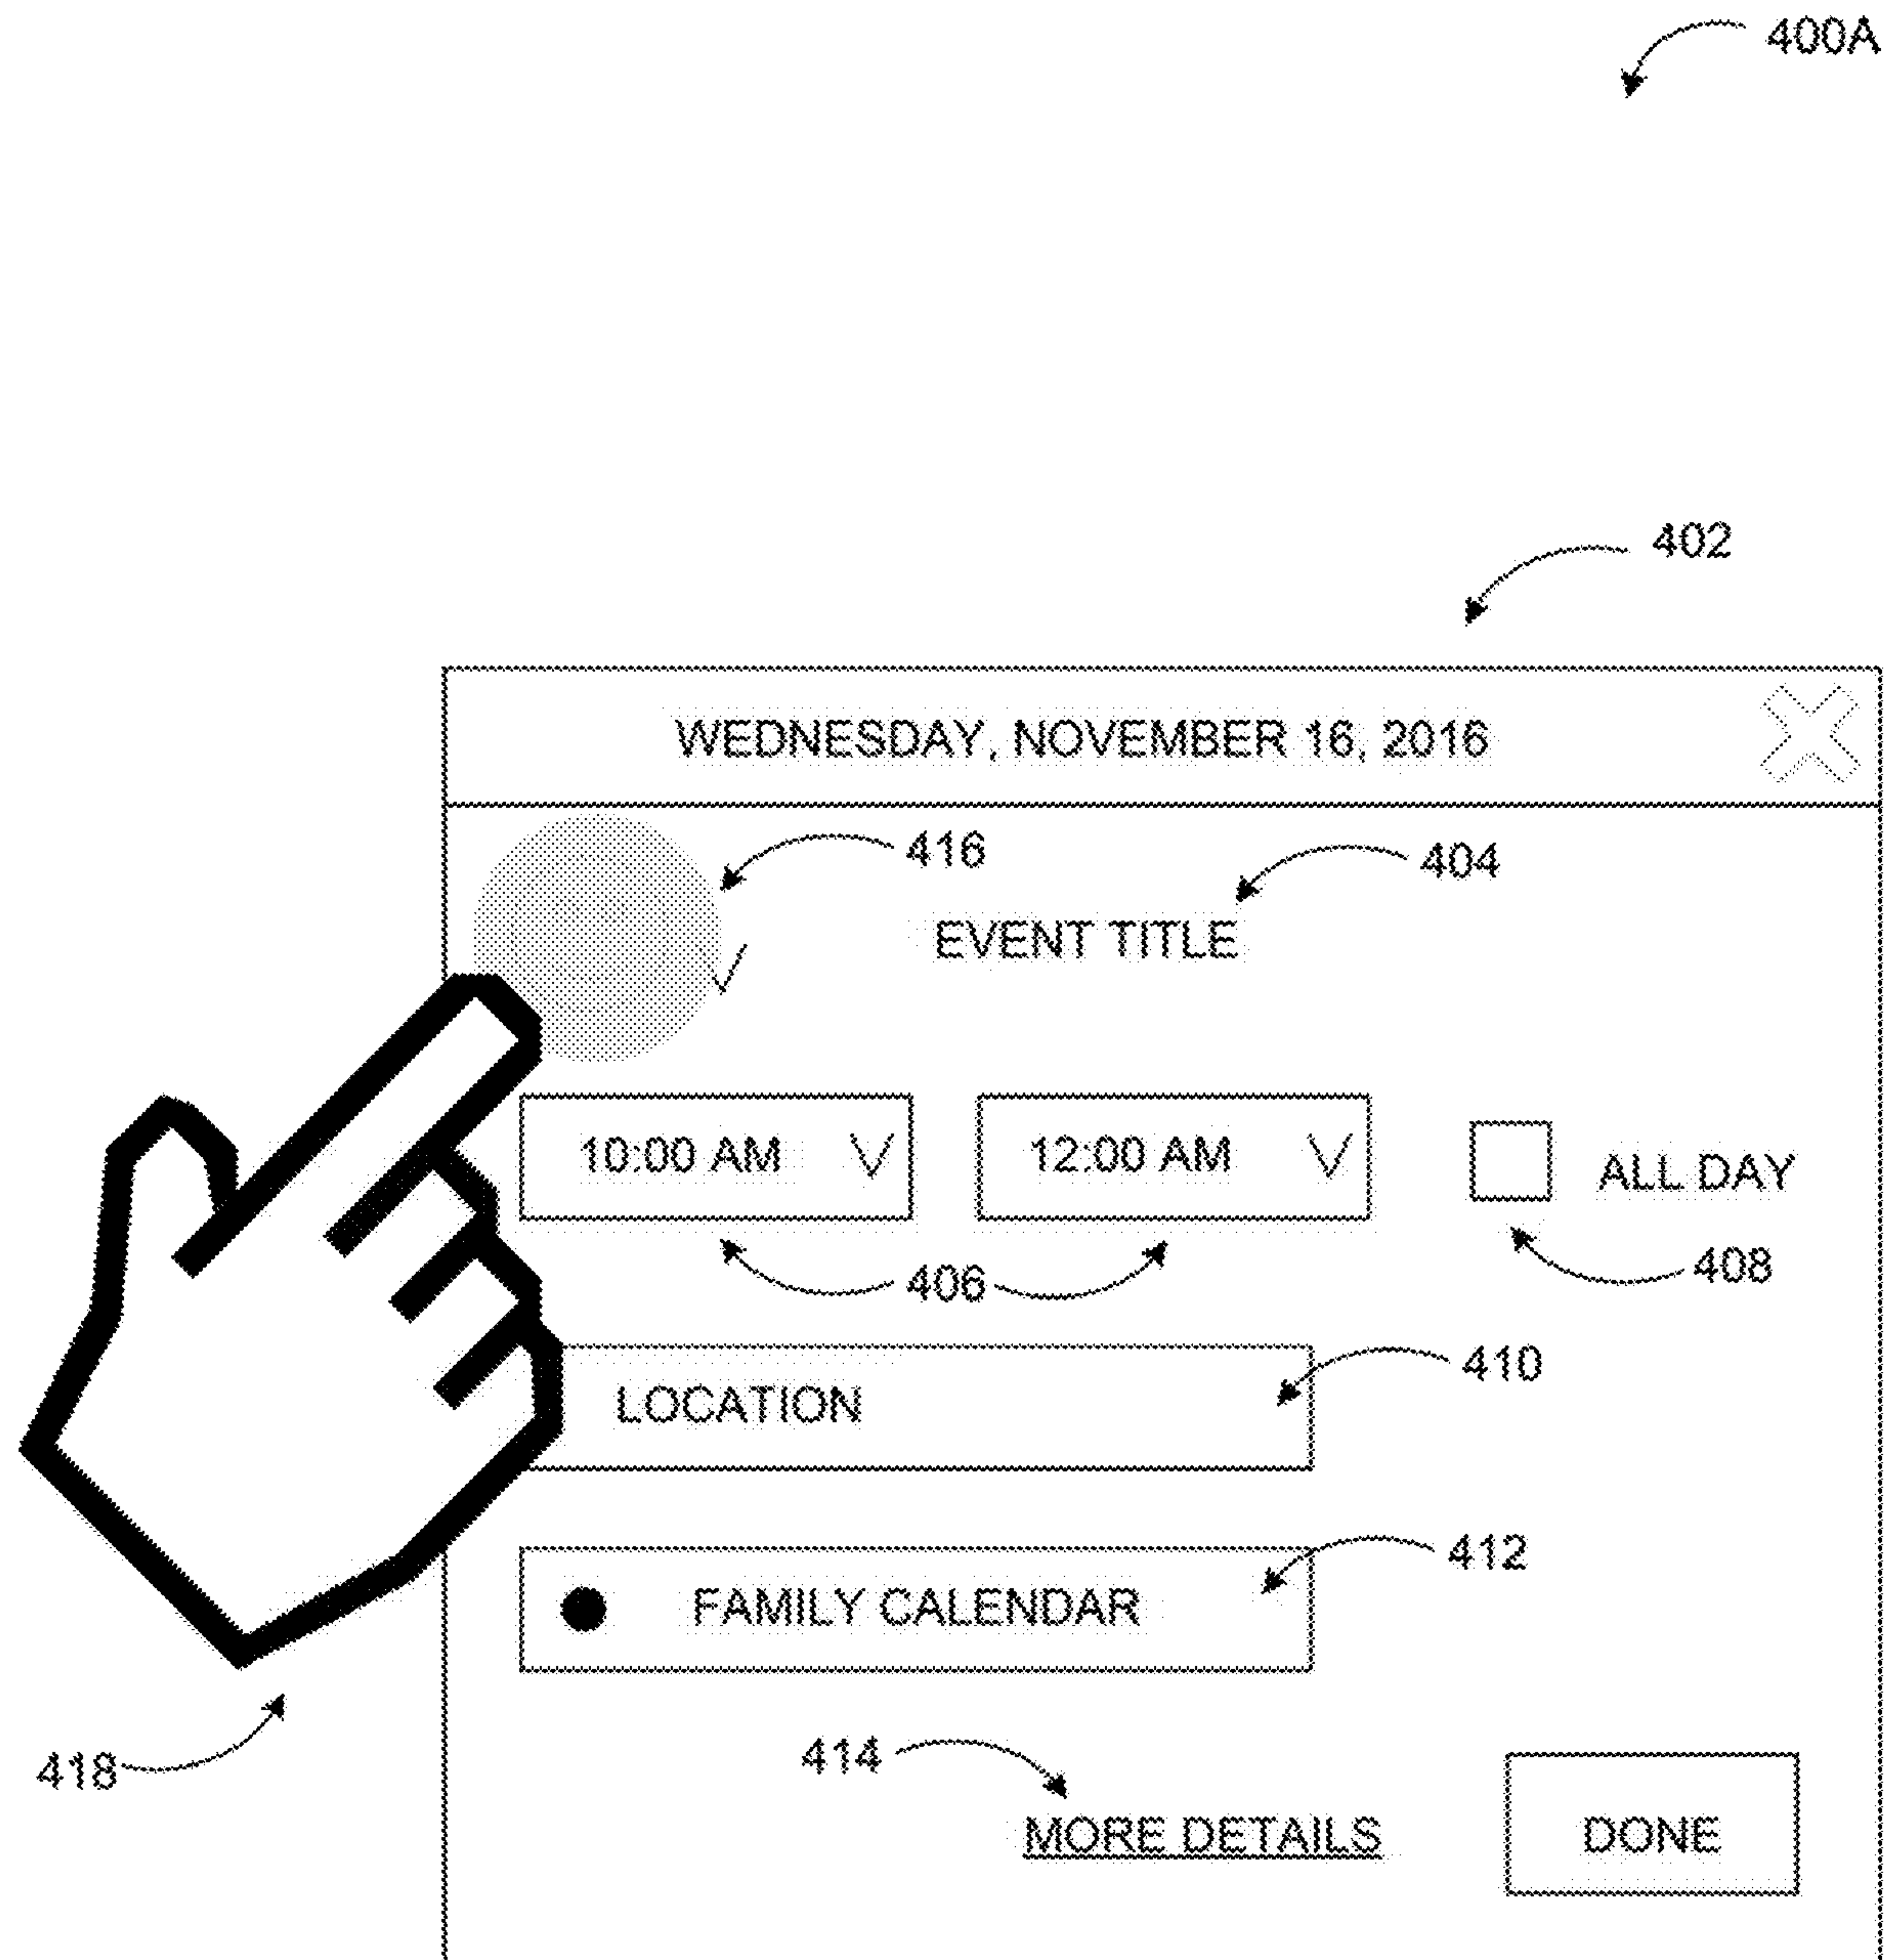 400A
402
WEDNESDAY, NOVEMBER 16, 2016
416
404
EVENT TITLE
10:00 AM 12:00 AM ALL DAY
406 408
410
LOCATION
412
FAMILY CALENDAR
414
418
MORE DETAILS DONE